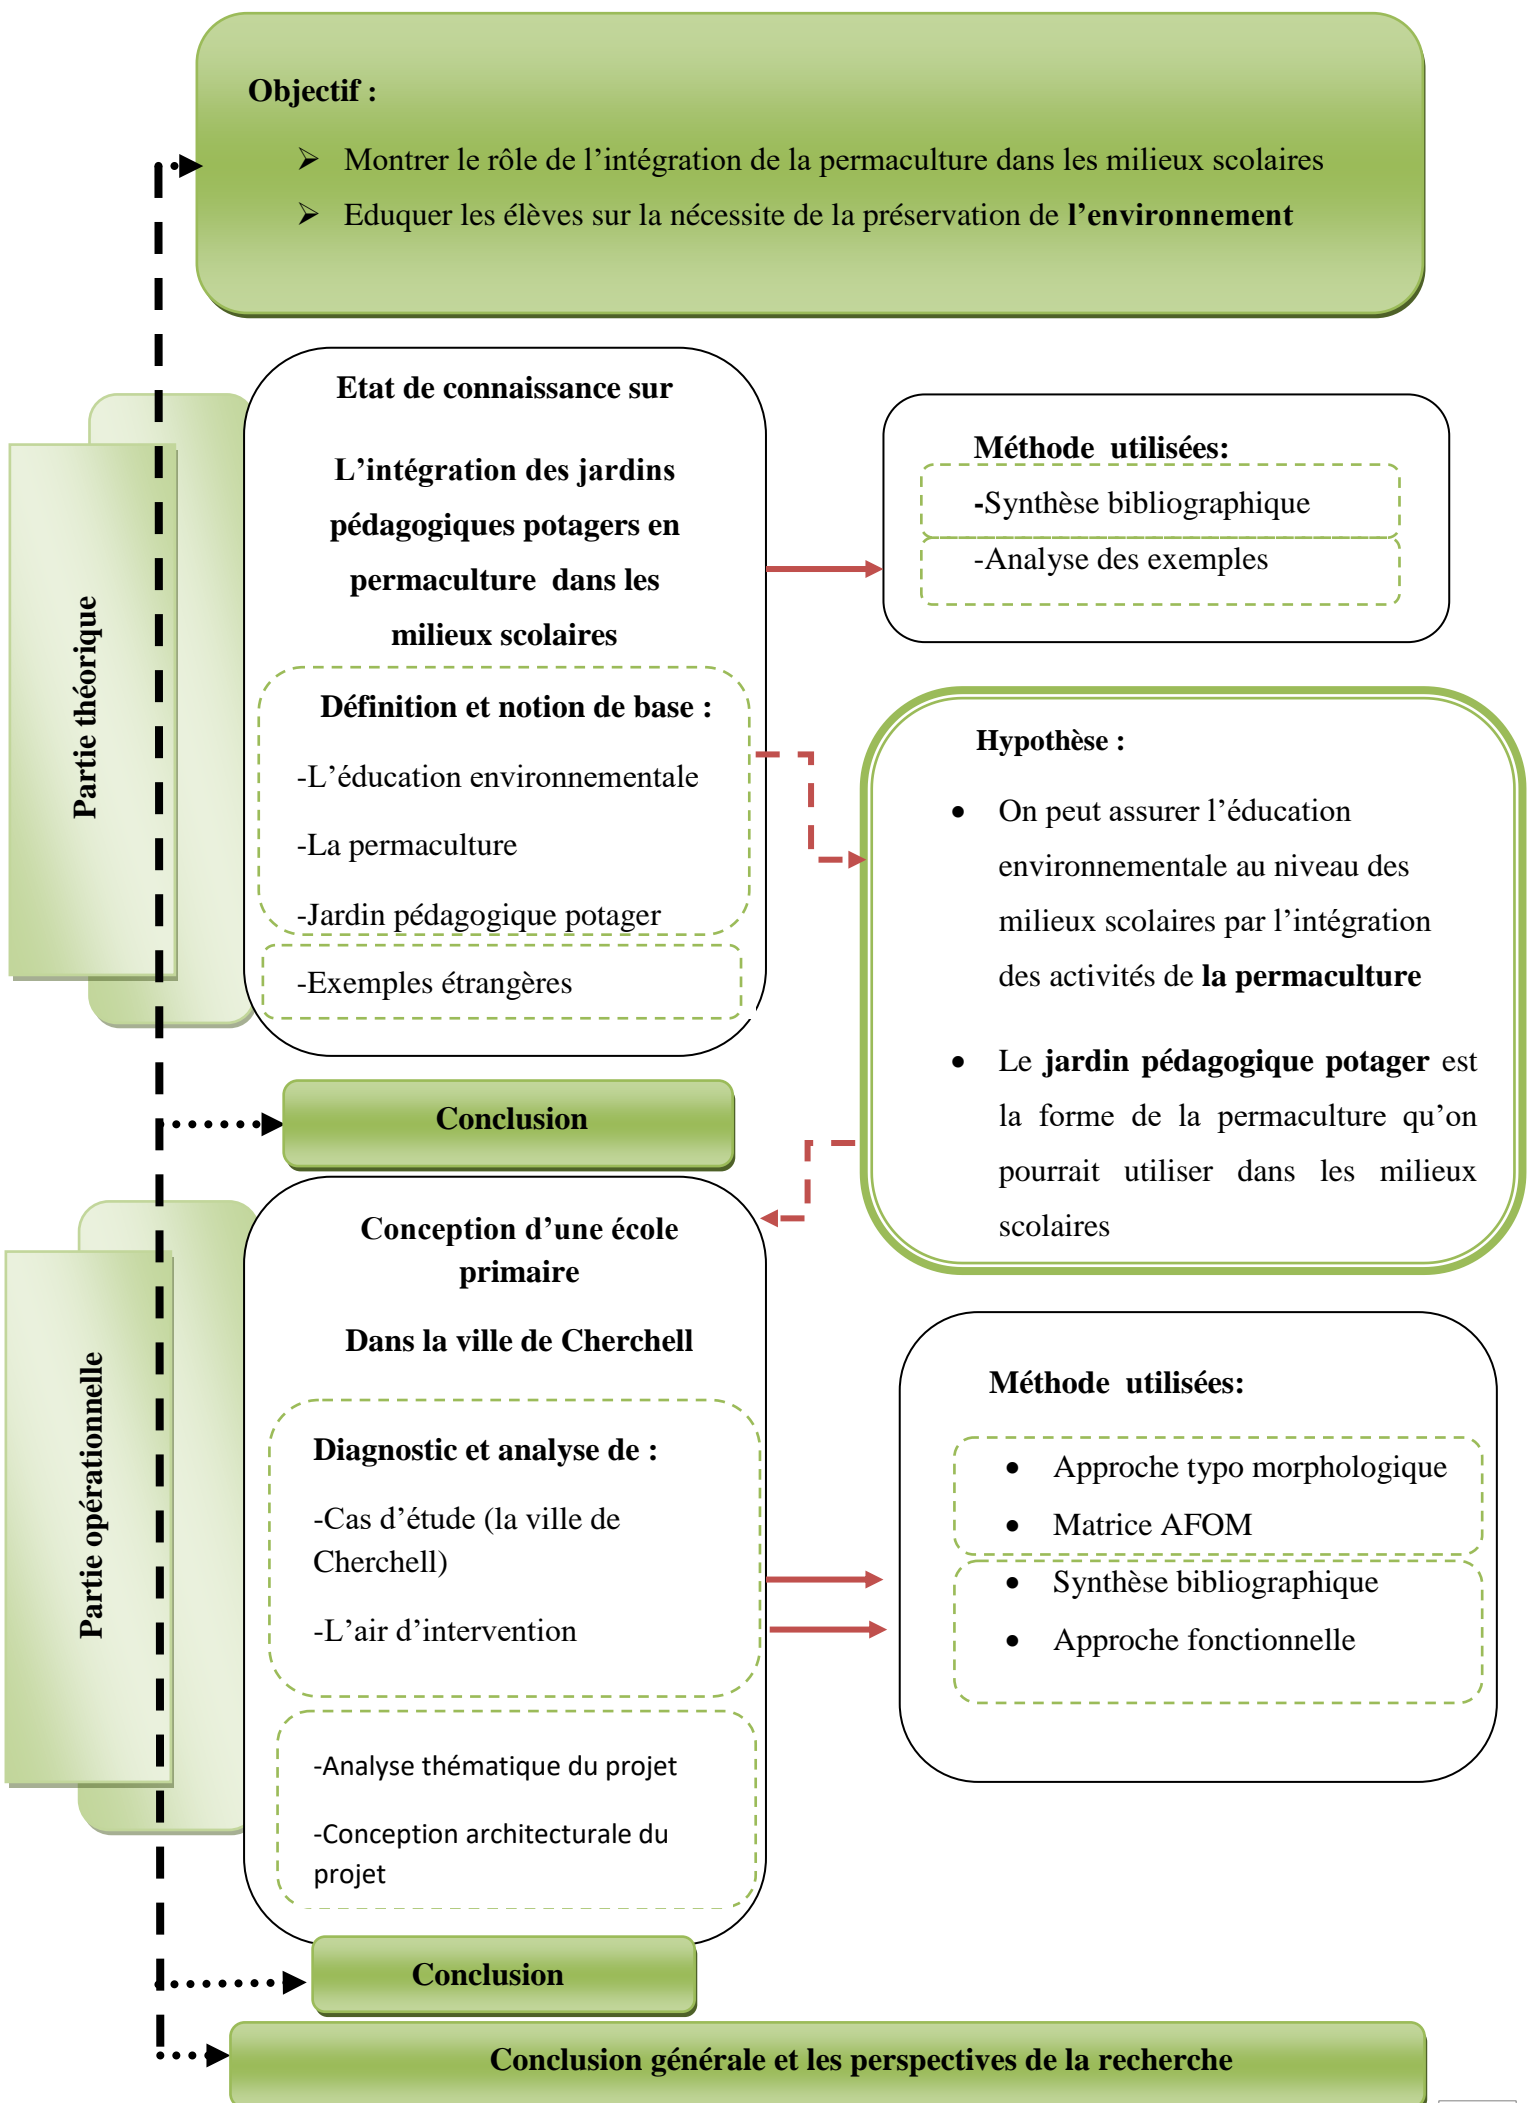 Objectif :
➢ Montrer le rôle de l’intégration de la permaculture dans les milieux scolaires
➢ Eduquer les élèves sur la nécessite de la préservation de l’environnement
Partie théorique
Etat de connaissance sur
L’intégration des jardins
pédagogiques potagers en
permaculture dans les
milieux scolaires
Définition et notion de base :
-L’éducation environnementale
-La permaculture
-Jardin pédagogique potager
-Exemples étrangères
Méthode utilisées:
-Synthèse bibliographique
-Analyse des exemples
Hypothèse :
• On peut assurer l’éducation
environnementale au niveau des
milieux scolaires par l’intégration
des activités de la permaculture
• Le jardin pédagogique potager est
la forme de la permaculture qu’on
pourrait utiliser dans les milieux
scolaires
Conclusion
Partie opérationnelle
Conception d’une école
primaire
Dans la ville de Cherchell
Diagnostic et analyse de :
-Cas d’étude (la ville de
Cherchell)
-L’air d’intervention
-Analyse thématique du projet
-Conception architecturale du
projet
Méthode utilisées:
• Approche typo morphologique
• Matrice AFOM
• Synthèse bibliographique
• Approche fonctionnelle
Conclusion
Conclusion générale et les perspectives de la recherche